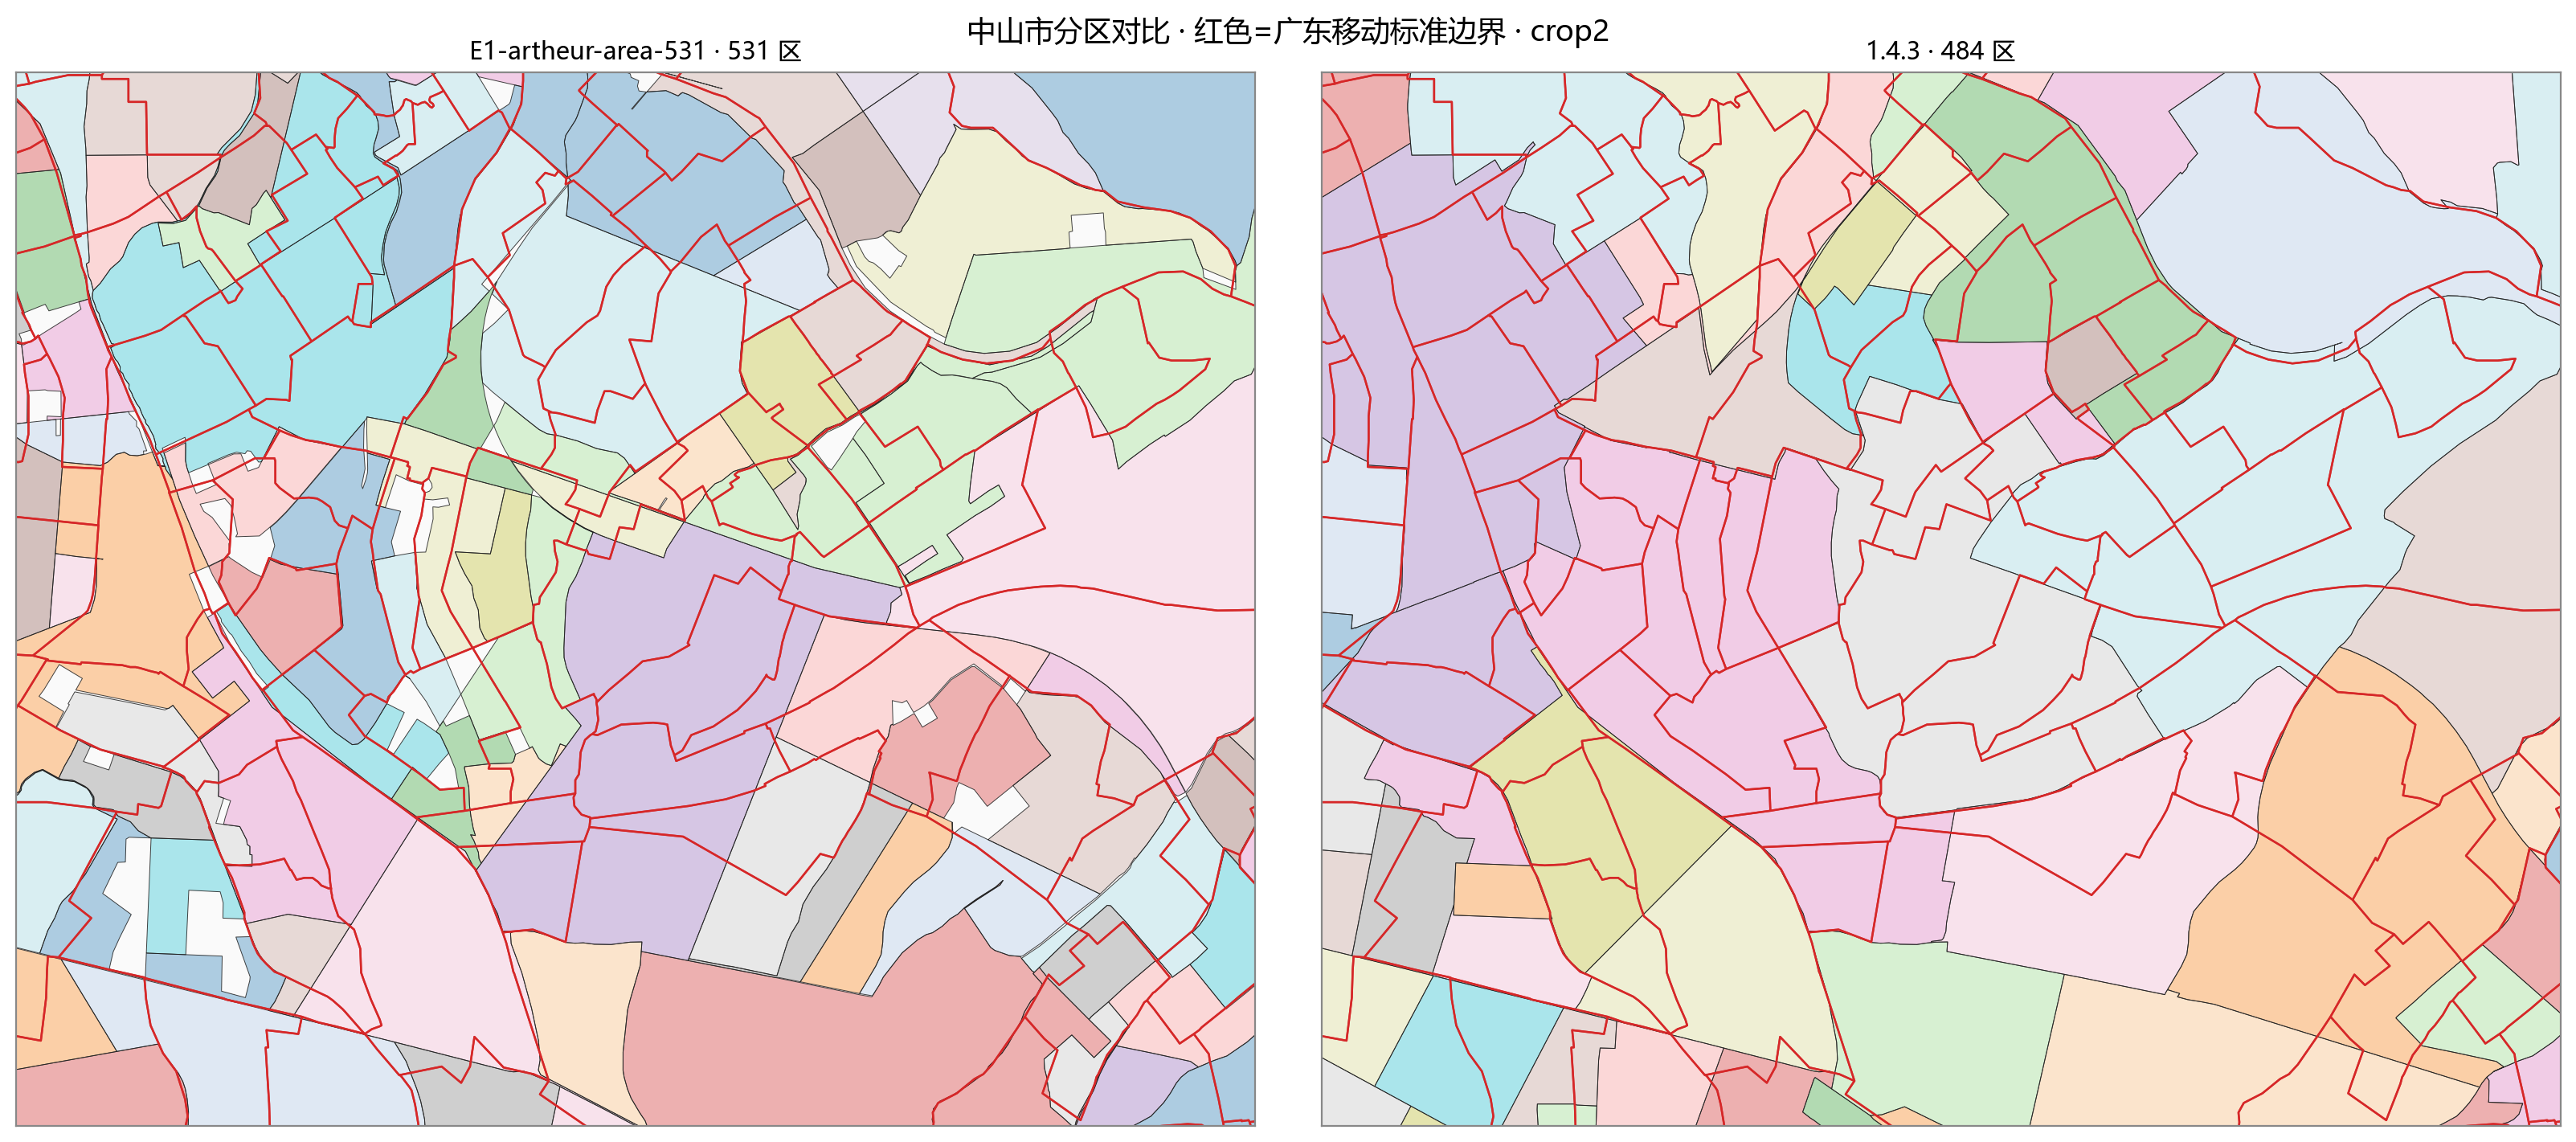 中山市分区对比 · 红色=广东移动标准边界 · crop2
E1-artheur-area-531 · 531 区
1.4.3 · 484 区